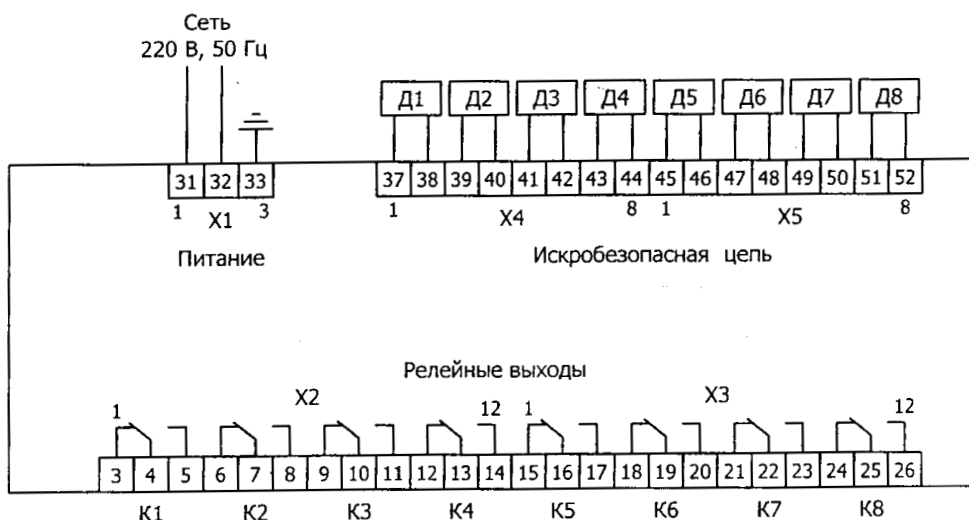 Сеть
220 В, 50 Гц
Д1 Д2 Д3 Д4 Д5 Д6 Д7 Д8
31 32 33
37 38 39 40 41 42 43 44 45 46 47 48 49 50 51 52
1 X1 3
1 X4 8 1 X5 8
Питание
Искробезопасная цепь
Релейные выходы
1 X2 12 1 X3 12
3 4 5 6 7 8 9 10 11 12 13 14 15 16 17 18 19 20 21 22 23 24 25 26
К1 К2 К3 К4 К5 К6 К7 К8